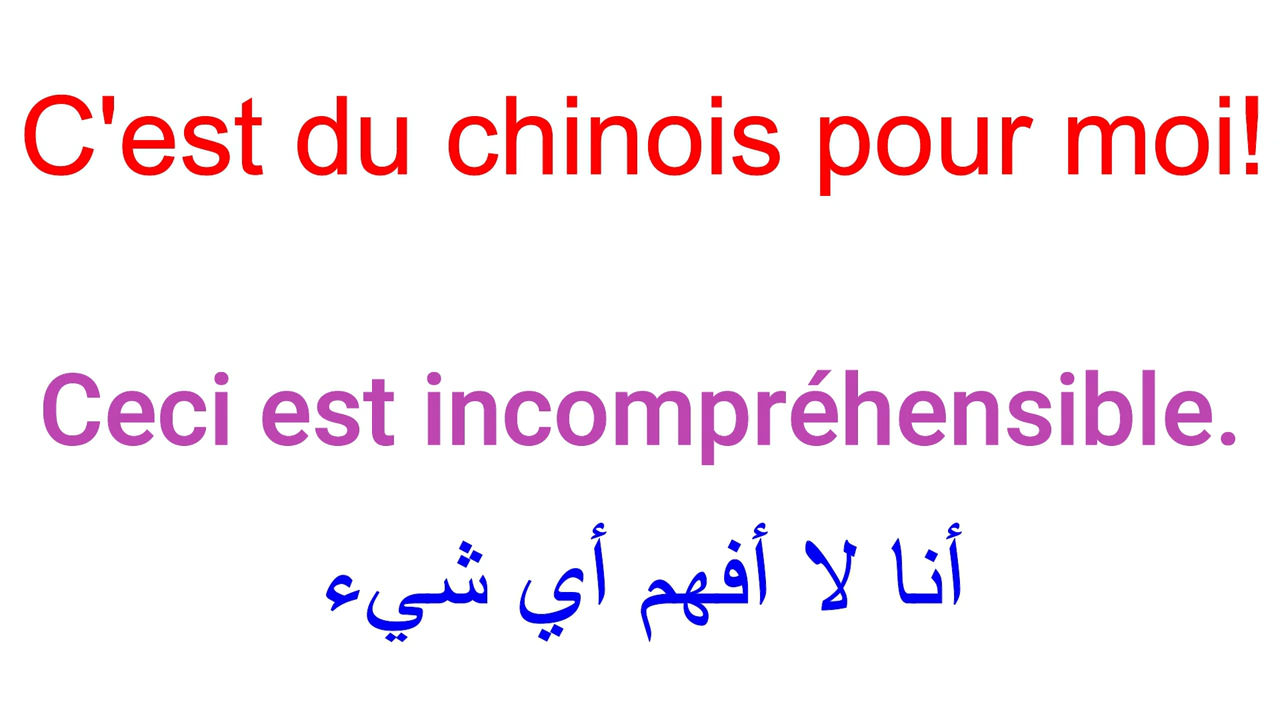 C'est du chinois pour moi!
Ceci est incompréhensible.
أنا لا أفهم أي شيء